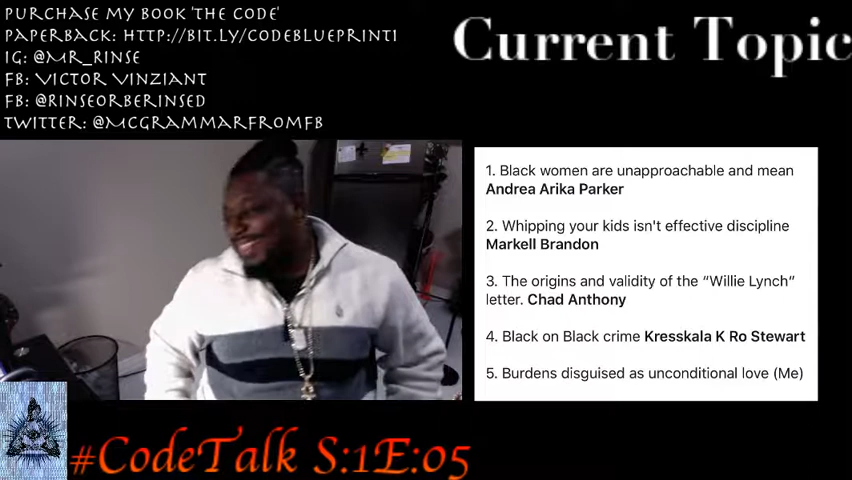 PURCHASE MY BOOK 'THE CODE'
PAPERBACK: HTTP://BIT.LY/CODEBLUEPRINT1
IG: @MR_RINSE
FB: VICTOR VINZIANT
FB: @RINSEORBERINSED
TWITTER: @MCGRAMMARFROMFB
Current Topic
1. Black women are unapproachable and mean
Andrea Arika Parker
2. Whipping your kids isn't effective discipline
Markell Brandon
3. The origins and validity of the “Willie Lynch”
letter. Chad Anthony
4. Black on Black crime Kresskala K Ro Stewart
5. Burdens disguised as unconditional love (Me)
#CodeTalk S:1E:05